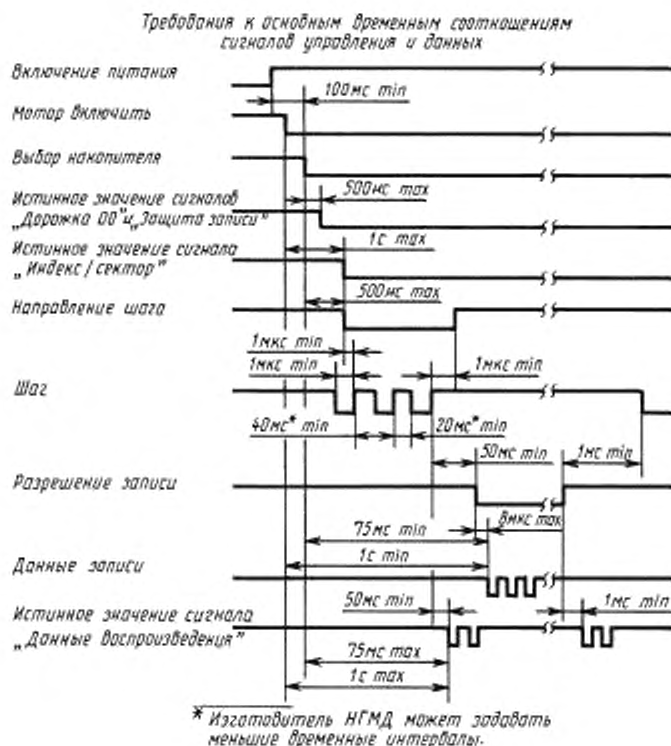 Требования к основным временным соотношениям
сигналов управления и данных
Включение питания
100мс min
Мотор включить
Выбор накопителя
500мс max
Истинное значение сигналов
„Дорожка 00" и „Защита записи"
1с max
Истинное значение сигнала
„Индекс / сектор"
500мс max
Направление шага
1мкс min
1мкс min
1мкс min
Шаг
40мс* min
20мс* min
50мс min
1мс min
Разрешение записи
8мкс max
75мс min
1с min
Данные записи
50мс min
1мс min
Истинное значение сигнала
„Данные воспроизведения"
75мс max
1с max
* Изготовитель НГМД может задавать
меньшие временные интервалы.